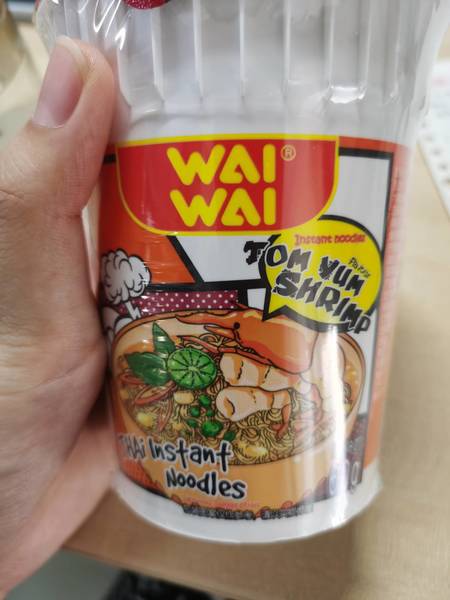 WAI®
WAI
Instant noodles
TOM YUM
SHRIMP
THAi Instant
Noodles